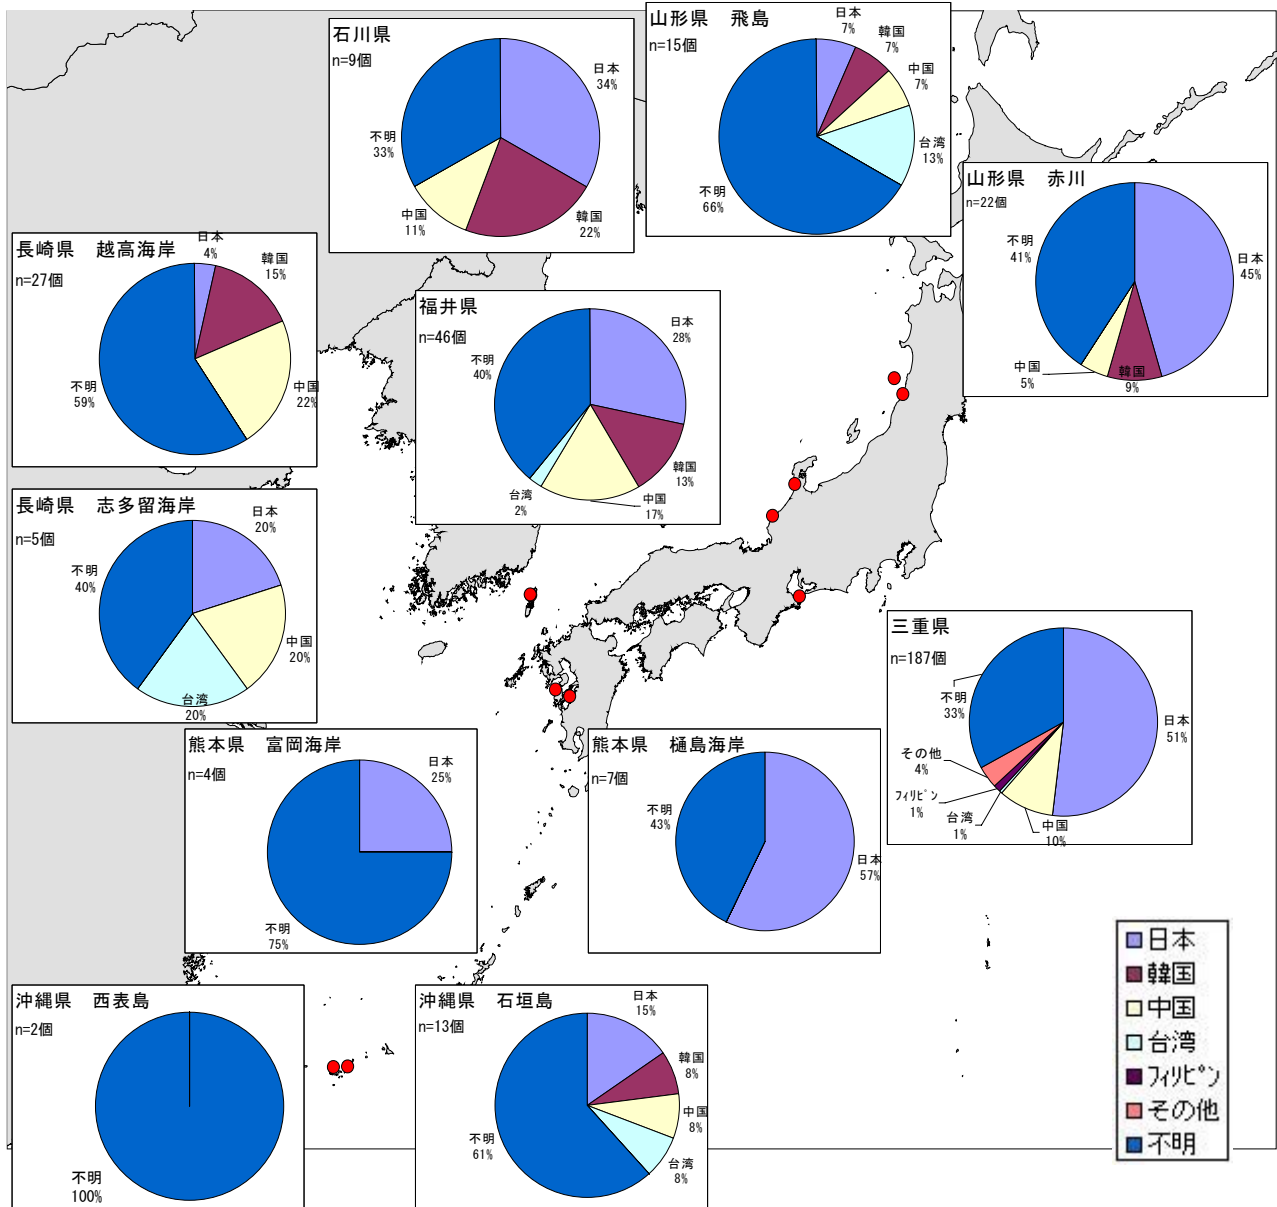 石川県
n=9個
日本
34%
韓国
22%
中国
11%
不明
33%
山形県 飛島
n=15個
日本
7%
韓国
7%
中国
7%
台湾
13%
不明
66%
山形県 赤川
n=22個
日本
45%
韓国
9%
中国
5%
不明
41%
長崎県 越高海岸
n=27個
日本
4%
韓国
15%
中国
22%
不明
59%
福井県
n=46個
日本
28%
韓国
13%
中国
17%
台湾
2%
不明
40%
長崎県 志多留海岸
n=5個
日本
20%
中国
20%
台湾
20%
不明
40%
三重県
n=187個
日本
51%
中国
10%
台湾
1%
フィリピン
1%
その他
4%
不明
33%
熊本県 富岡海岸
n=4個
日本
25%
不明
75%
熊本県 樋島海岸
n=7個
日本
57%
不明
43%
沖縄県 西表島
n=2個
不明
100%
沖縄県 石垣島
n=13個
日本
15%
韓国
8%
中国
8%
台湾
8%
不明
61%
日本
韓国
中国
台湾
フィリピン
その他
不明